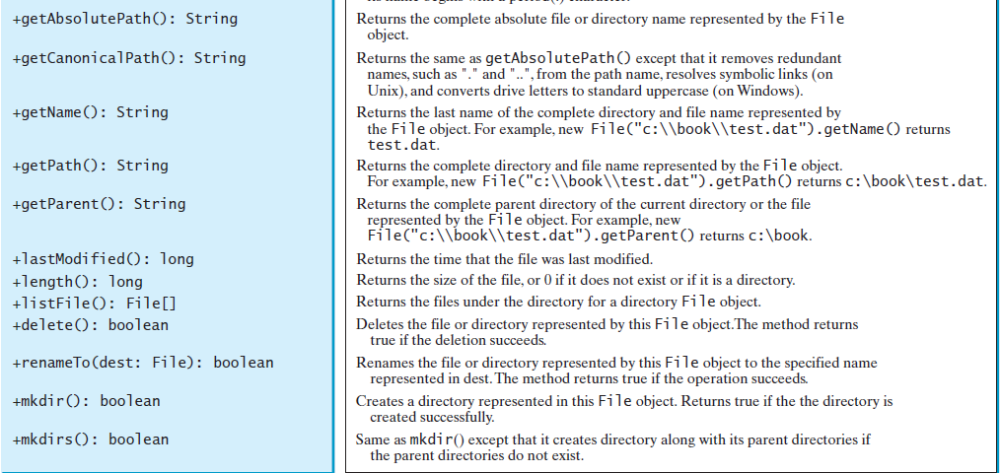 its name begins with a period(.) character.
+getAbsolutePath(): String
Returns the complete absolute file or directory name represented by the File
object.
+getCanonicalPath(): String
Returns the same as getAbsolutePath() except that it removes redundant
names, such as "." and "..", from the path name, resolves symbolic links (on
Unix), and converts drive letters to standard uppercase (on Windows).
+getName(): String
Returns the last name of the complete directory and file name represented by
the File object. For example, new File("c:\\book\\test.dat").getName() returns
test.dat.
+getPath(): String
Returns the complete directory and file name represented by the File object.
For example, new File("c:\\book\\test.dat").getPath() returns c:\book\test.dat.
+getParent(): String
Returns the complete parent directory of the current directory or the file
represented by the File object. For example, new
File("c:\\book\\test.dat").getParent() returns c:\book.
+lastModified(): long
Returns the time that the file was last modified.
+length(): long
Returns the size of the file, or 0 if it does not exist or if it is a directory.
+listFile(): File[]
Returns the files under the directory for a directory File object.
+delete(): boolean
Deletes the file or directory represented by this File object.The method returns
true if the deletion succeeds.
+renameTo(dest: File): boolean
Renames the file or directory represented by this File object to the specified name
represented in dest. The method returns true if the operation succeeds.
+mkdir(): boolean
Creates a directory represented in this File object. Returns true if the the directory is
created successfully.
+mkdirs(): boolean
Same as mkdir() except that it creates directory along with its parent directories if
the parent directories do not exist.